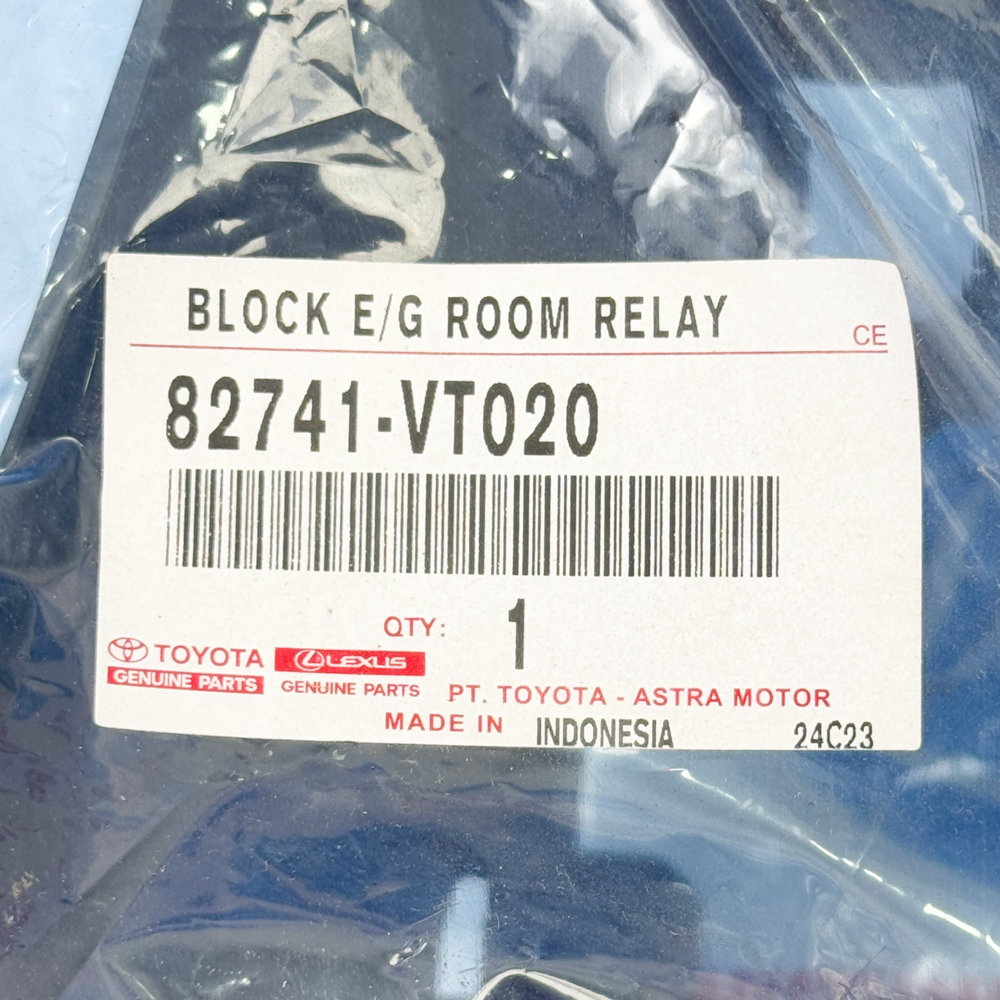 BLOCK E/G ROOM RELAY
CE
82741-VT020
QTY: 1
TOYOTA
GENUINE PARTS
LEXUS
GENUINE PARTS
PT. TOYOTA - ASTRA MOTOR
MADE IN INDONESIA 24C23